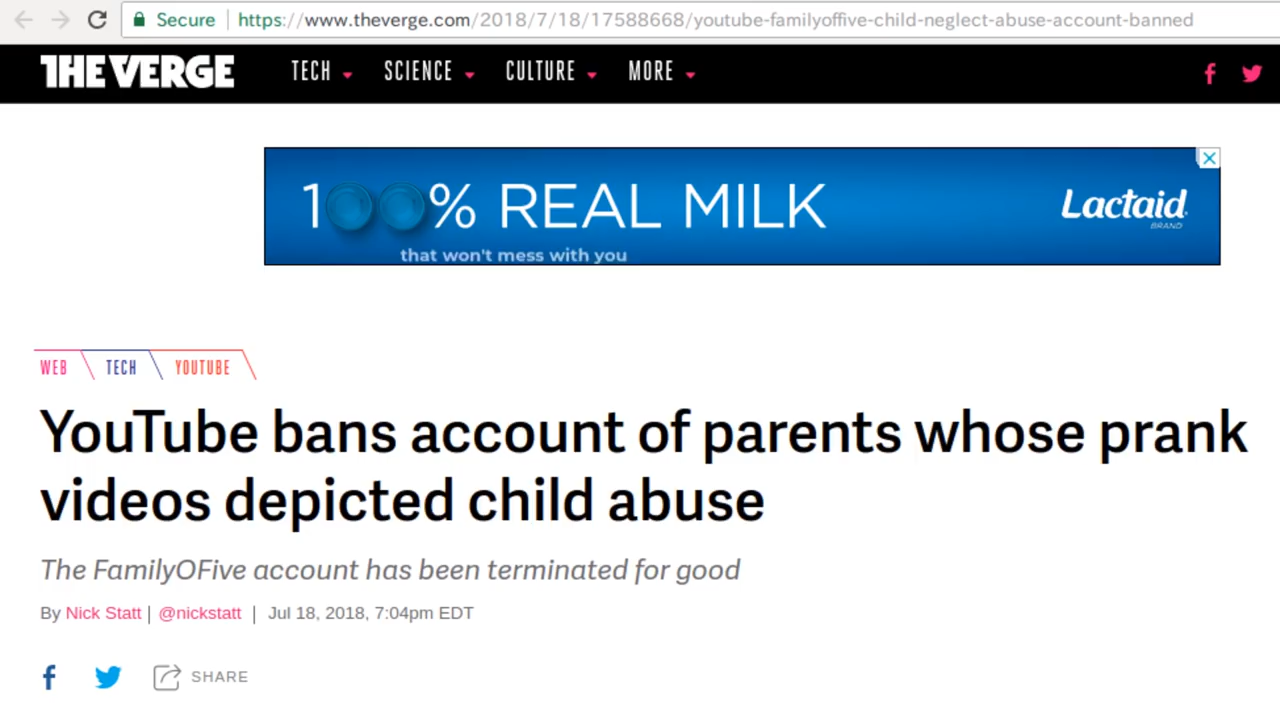 Secure https://www.theverge.com/2018/7/18/17588668/youtube-familyoffive-child-neglect-abuse-account-banned
THE VERGE TECH SCIENCE CULTURE MORE
100% REAL MILK
that won't mess with you
Lactaid
BRAND
WEB TECH YOUTUBE
YouTube bans account of parents whose prank
videos depicted child abuse
The FamilyOFive account has been terminated for good
By Nick Statt | @nickstatt | Jul 18, 2018, 7:04pm EDT
SHARE